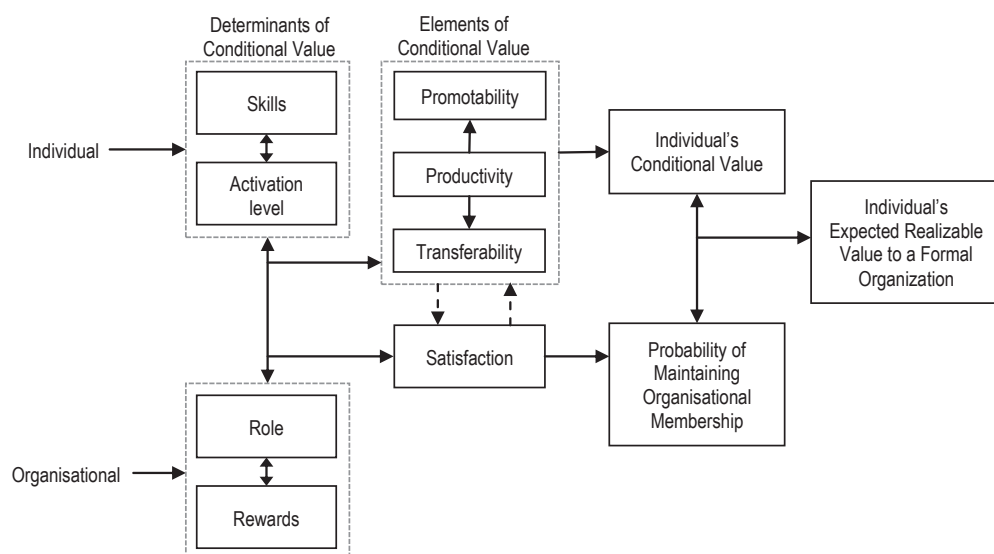 Determinants of
Conditional Value
Elements of
Conditional Value
Skills
Promotability
Individual
Activation
level
Productivity
Individual's
Conditional Value
Transferability
Individual's
Expected Realizable
Value to a Formal
Organization
Satisfaction
Probability of
Maintaining
Organisational
Membership
Role
Organisational
Rewards